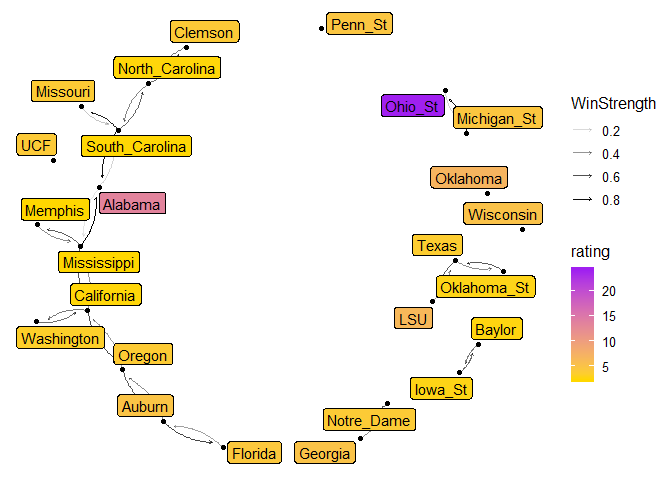 Clemson
Penn_St
North_Carolina
Missouri
Ohio_St
Michigan_St
UCF
South_Carolina
Oklahoma
Alabama
Memphis
Wisconsin
Texas
Mississippi
California
Oklahoma_St
LSU
Washington
Baylor
Oregon
Iowa_St
Auburn
Notre_Dame
Florida
Georgia
WinStrength
0.2
0.4
0.6
0.8
rating
20
15
10
5